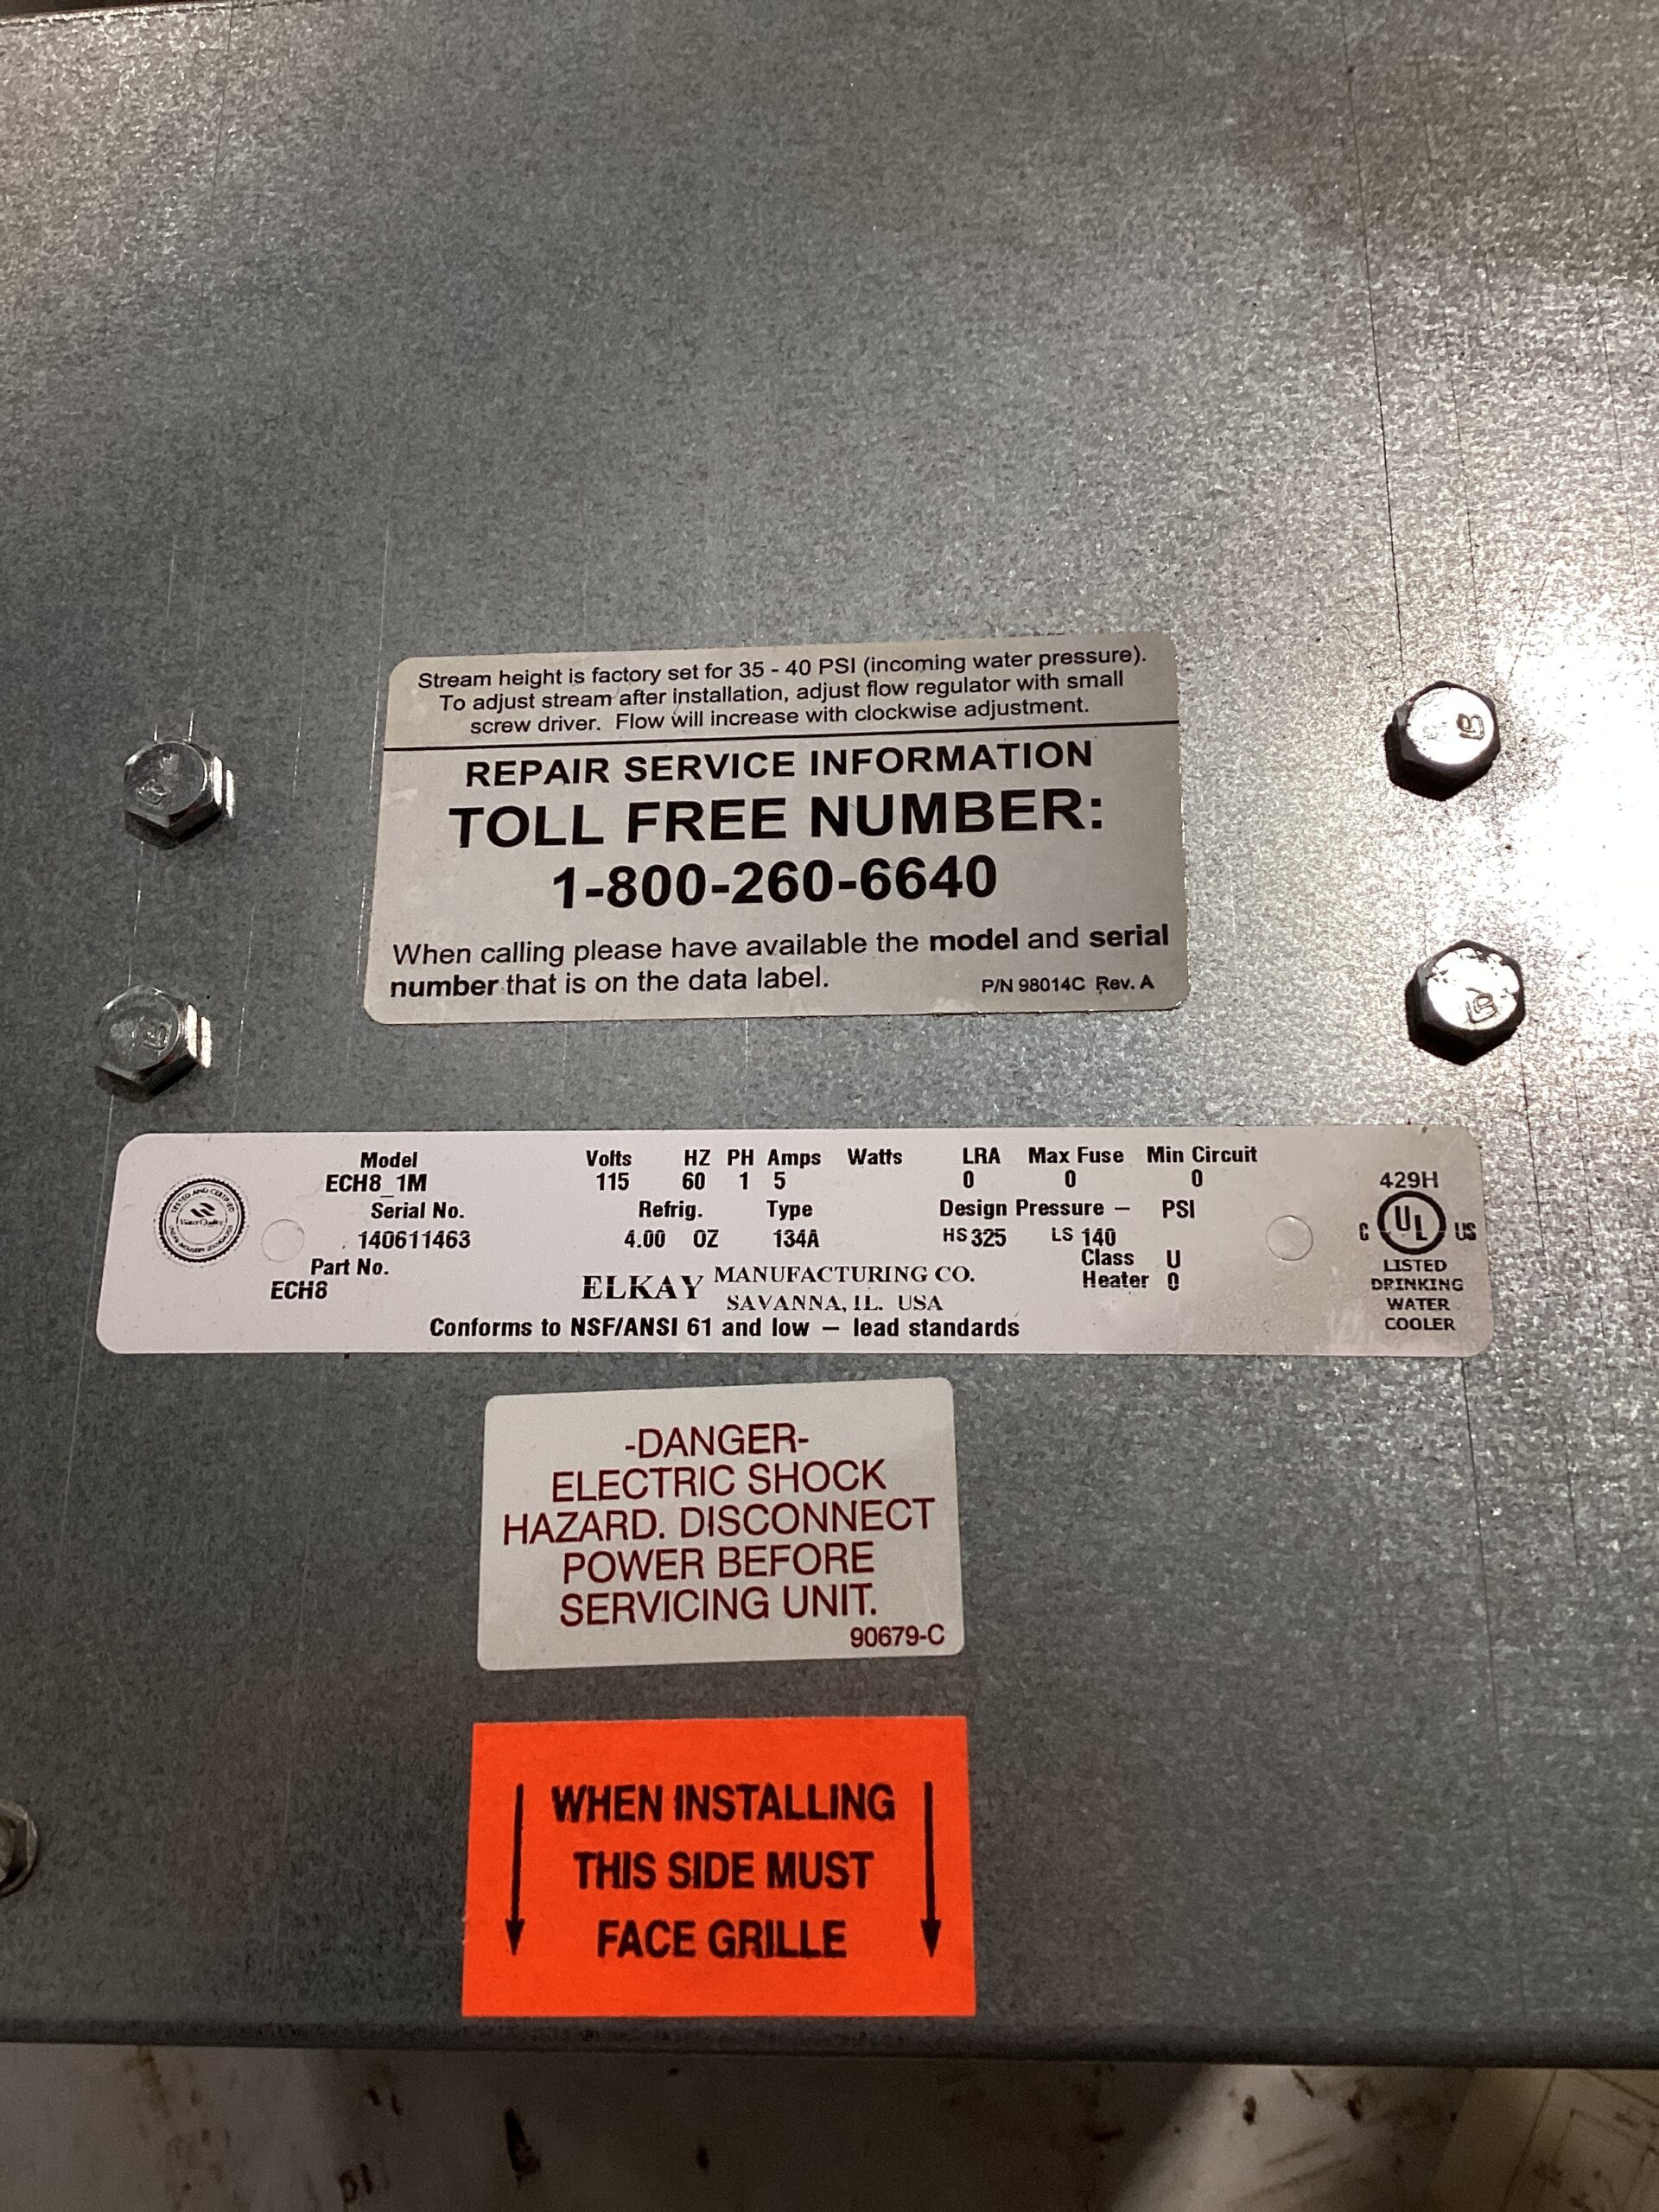 Stream height is factory set for 35 - 40 PSI (incoming water pressure).
To adjust stream after installation, adjust flow regulator with small
screw driver. Flow will increase with clockwise adjustment.
REPAIR SERVICE INFORMATION
TOLL FREE NUMBER:
1-800-260-6640
When calling please have available the model and serial
number that is on the data label. P/N 98014C Rev. A
Model Volts HZ PH Amps Watts LRA Max Fuse Min Circuit
ECH8_1M 115 60 1 5 0 0 0
Serial No. Refrig. Type Design Pressure — PSI
140611463 4.00 OZ 134A HS 325 LS 140
Part No. Class U
ECH8 Heater 0
ELKAY MANUFACTURING CO.
SAVANNA, IL. USA
Conforms to NSF/ANSI 61 and low — lead standards
429H
C UL US
LISTED
DRINKING
WATER
COOLER
-DANGER-
ELECTRIC SHOCK
HAZARD. DISCONNECT
POWER BEFORE
SERVICING UNIT.
90679-C
WHEN INSTALLING
THIS SIDE MUST
FACE GRILLE